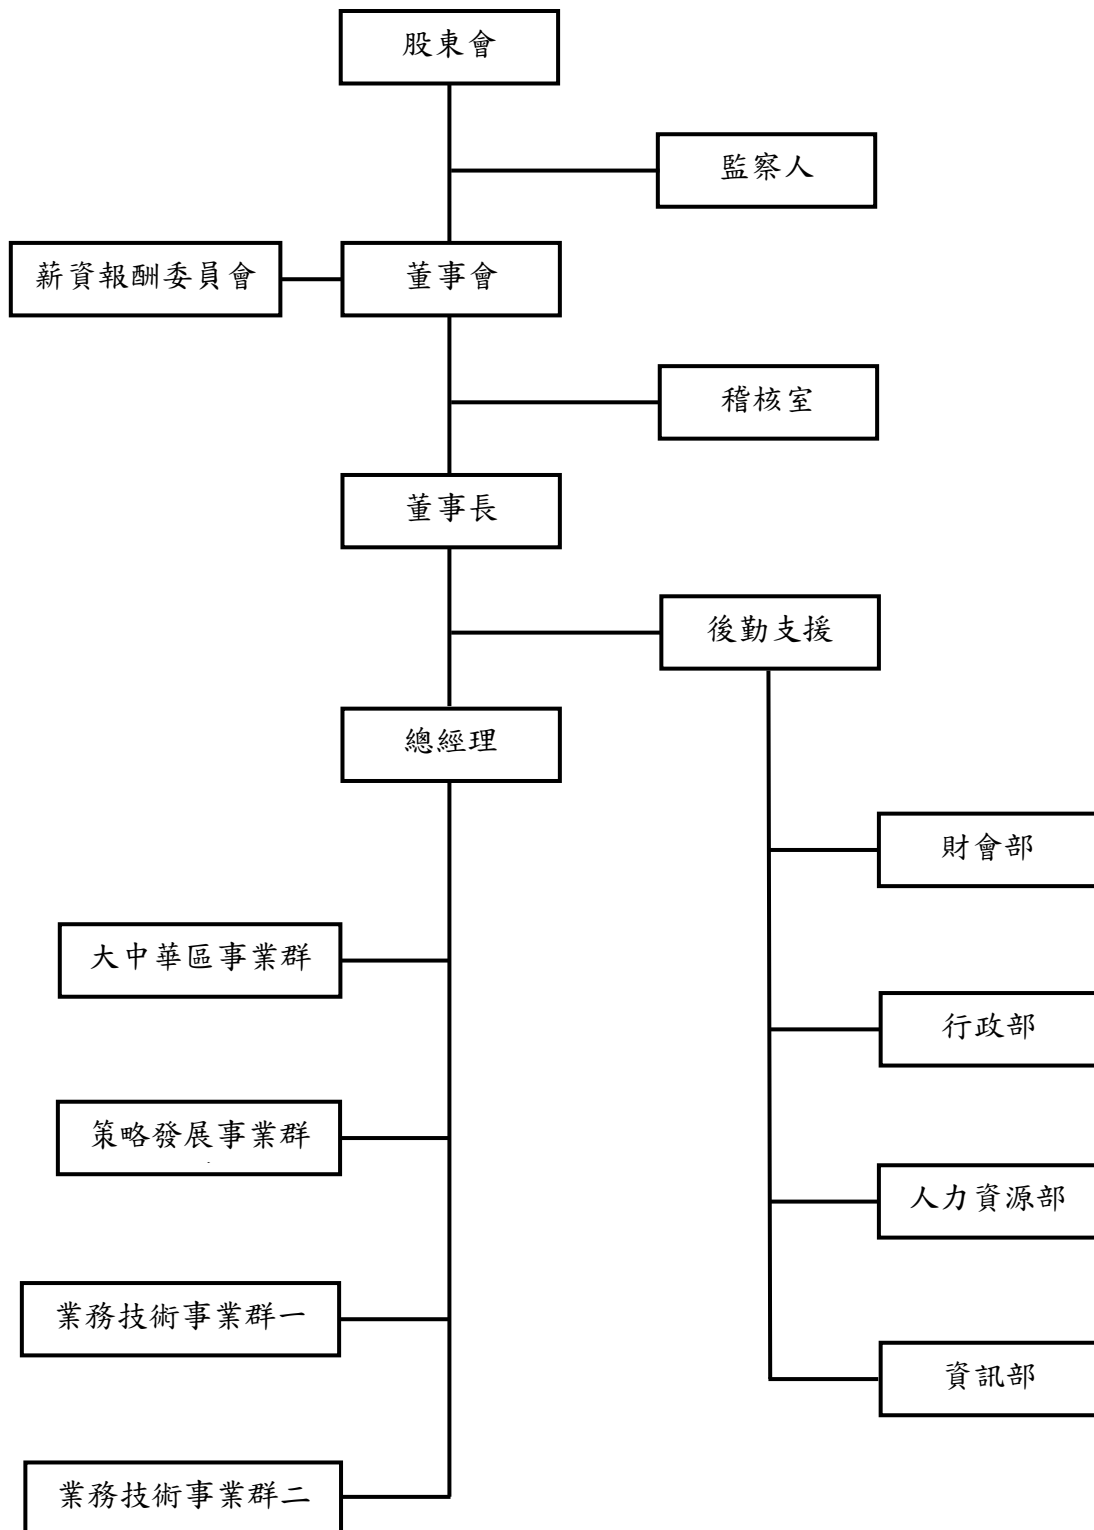 股東會
監察人
薪資報酬委員會
董事會
稽核室
董事長
後勤支援
總經理
財會部
大中華區事業群
行政部
策略發展事業群
人力資源部
業務技術事業群一
資訊部
業務技術事業群二